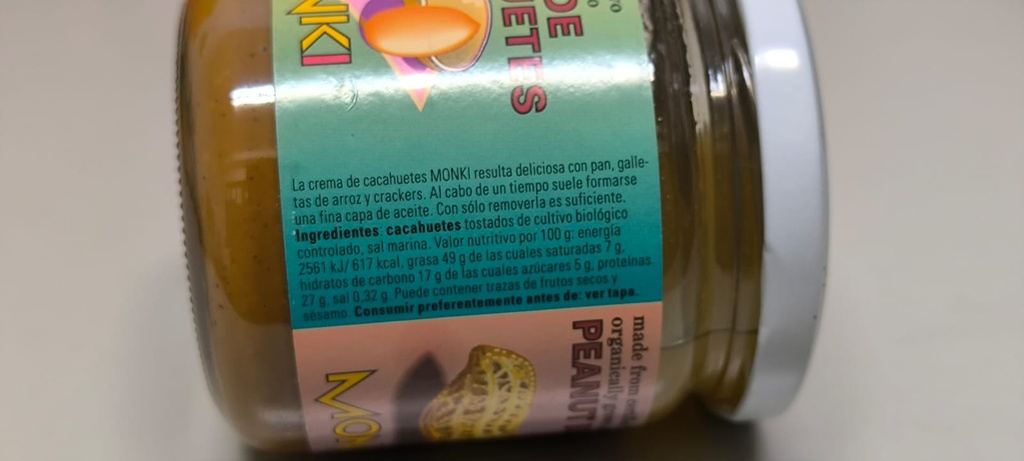 NKI
DE
UETES
La crema de cacahuetes MONKI resulta deliciosa con pan, galle-
tas de arroz y crackers. Al cabo de un tiempo suele formarse
una fina capa de aceite. Con sólo removerla es suficiente.
Ingredientes: cacahuetes tostados de cultivo biológico
controlado, sal marina. Valor nutritivo por 100 g: energía
2561 kJ/ 617 kcal, grasa 49 g de las cuales saturadas 7 g,
hidratos de carbono 17 g de las cuales azúcares 5 g, proteínas
27 g, sal 0,32 g. Puede contener trazas de frutos secos y
sésamo. Consumir preferentemente antes de: ver tapa.
made from
organically
PEANUT
MO